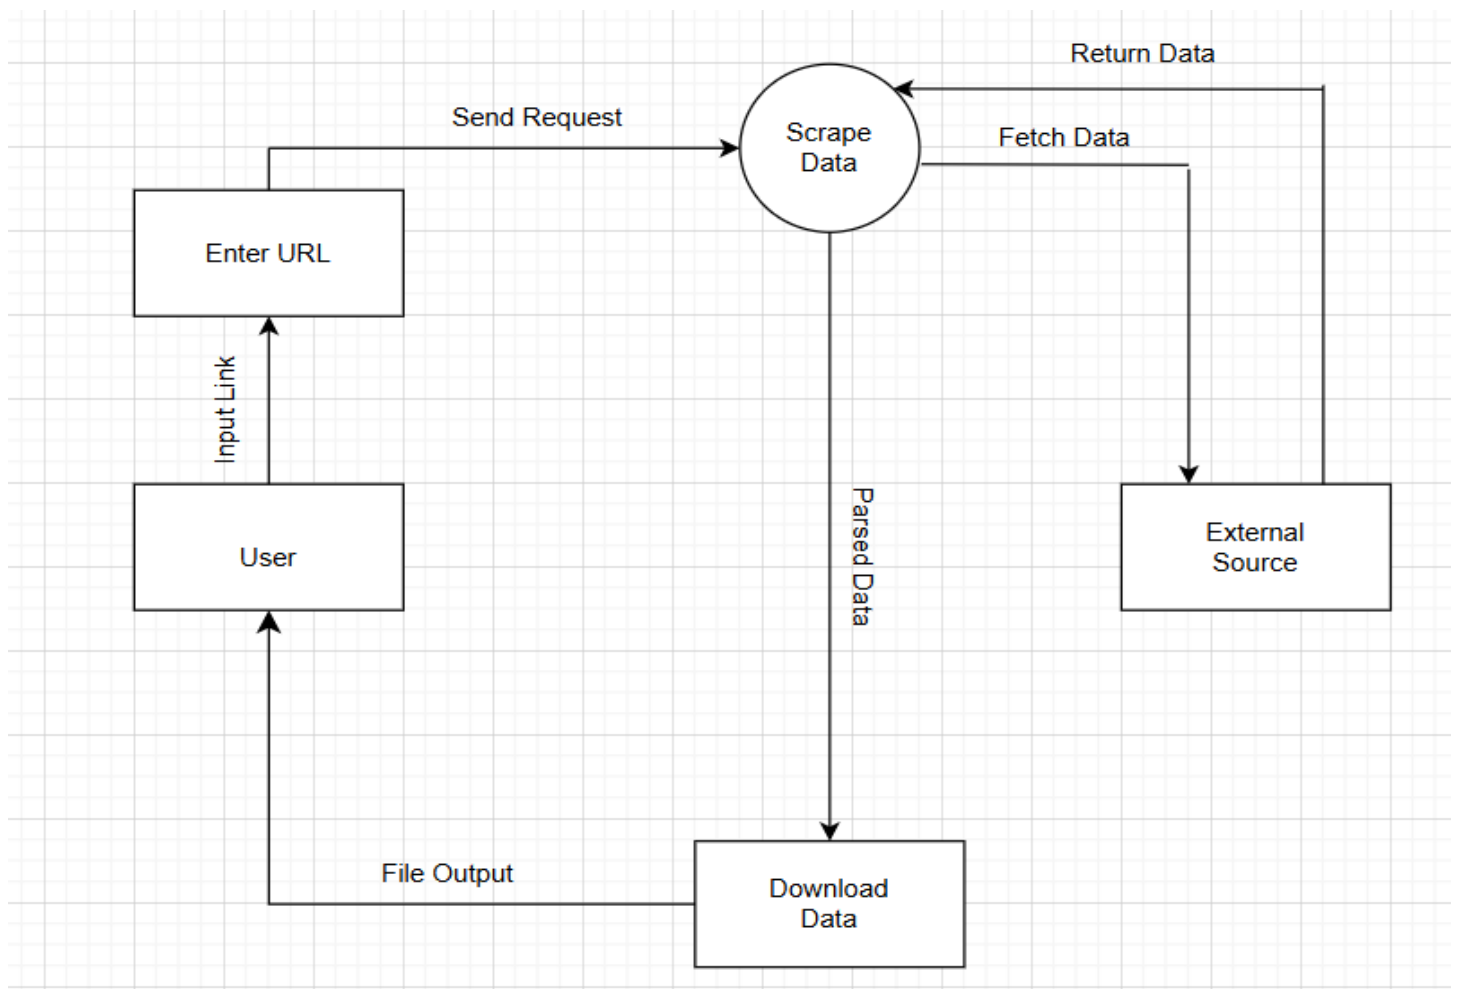 Return Data
Send Request
Scrape
Data
Fetch Data
Enter URL
Input Link
User
Parsed Data
External
Source
File Output
Download
Data